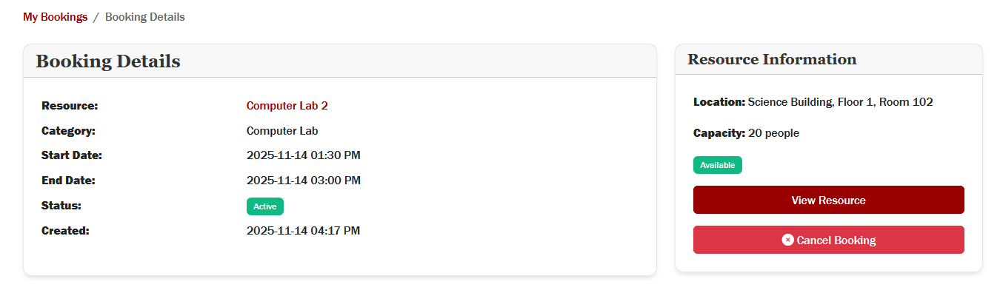 My Bookings / Booking Details
Booking Details
Resource: Computer Lab 2
Category: Computer Lab
Start Date: 2025-11-14 01:30 PM
End Date: 2025-11-14 03:00 PM
Status: Active
Created: 2025-11-14 04:17 PM
Resource Information
Location: Science Building, Floor 1, Room 102
Capacity: 20 people
Available
View Resource
Cancel Booking